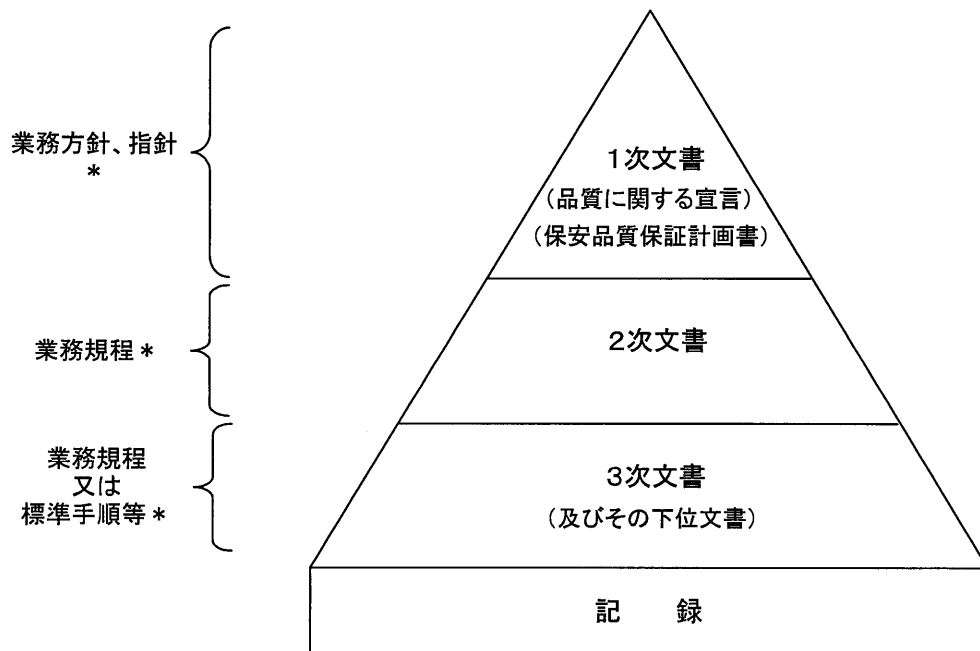 業務方針、指針
*
1次文書
(品質に関する宣言)
(保安品質保証計画書)
業務規程*
2次文書
業務規程
又は
標準手順等*
3次文書
(及びその下位文書)
記 録